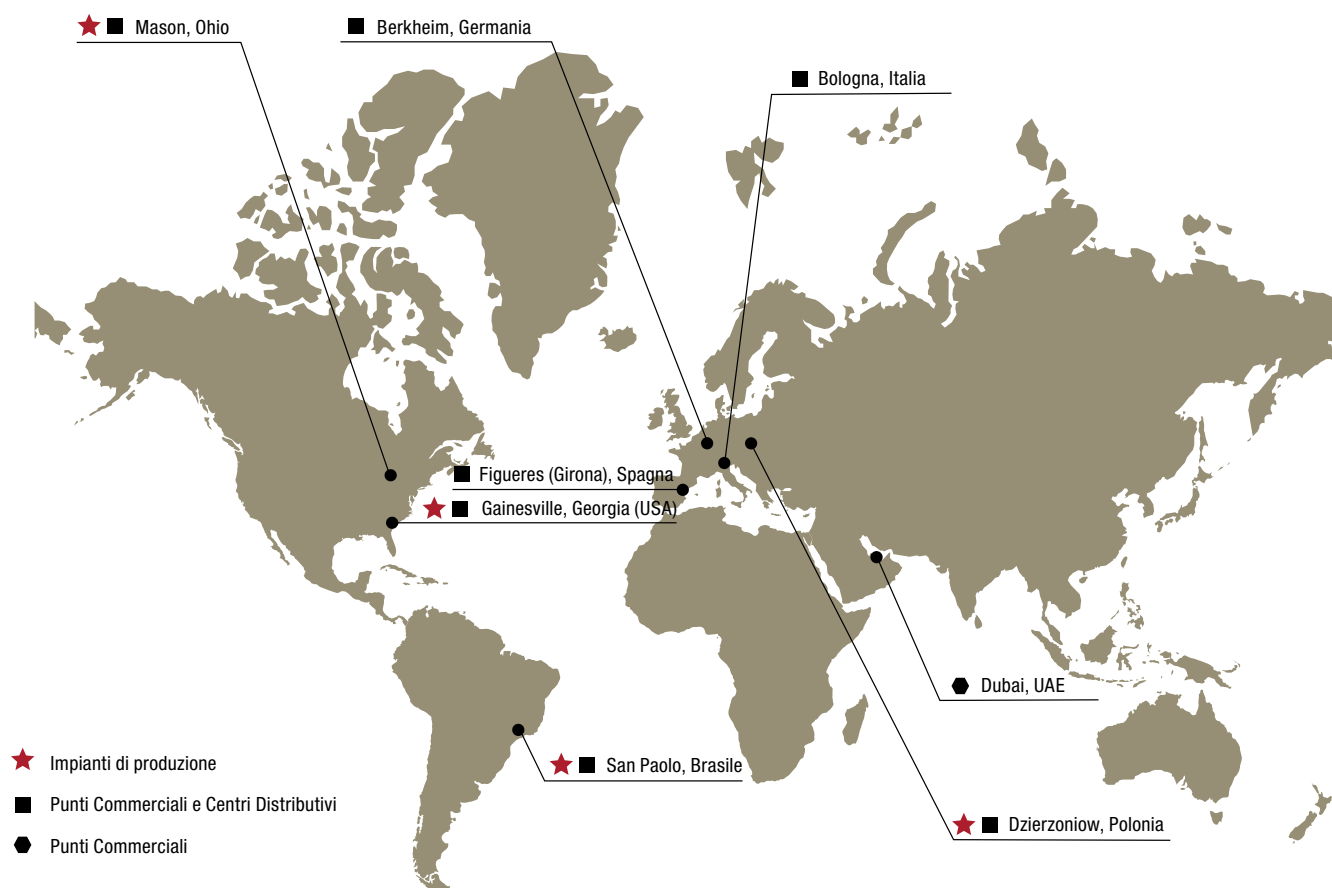 Mason, Ohio
Berkheim, Germania
Bologna, Italia
Figueres (Girona), Spagna
Gainesville, Georgia (USA)
Dubai, UAE
San Paolo, Brasile
Dzierzoniow, Polonia
Impianti di produzione
Punti Commerciali e Centri Distributivi
Punti Commerciali